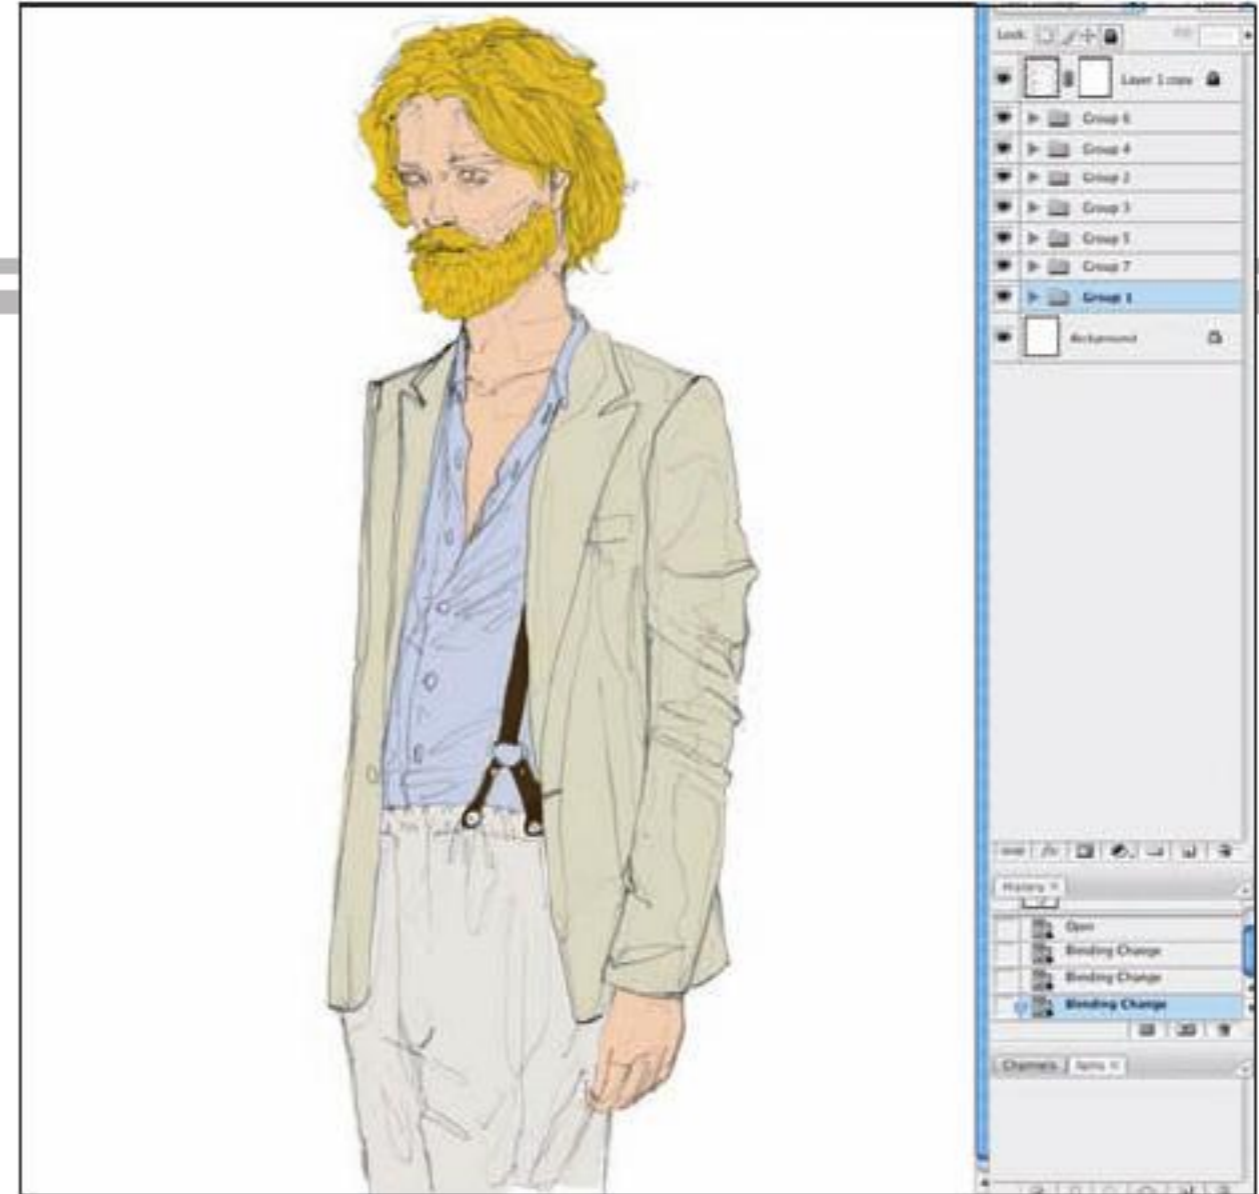 Lock:
Layer 1 copy
Group 6
Group 4
Group 2
Group 3
Group 5
Group 7
Group 1
Background
History
Open
Blending Change
Blending Change
Blending Change
Channels